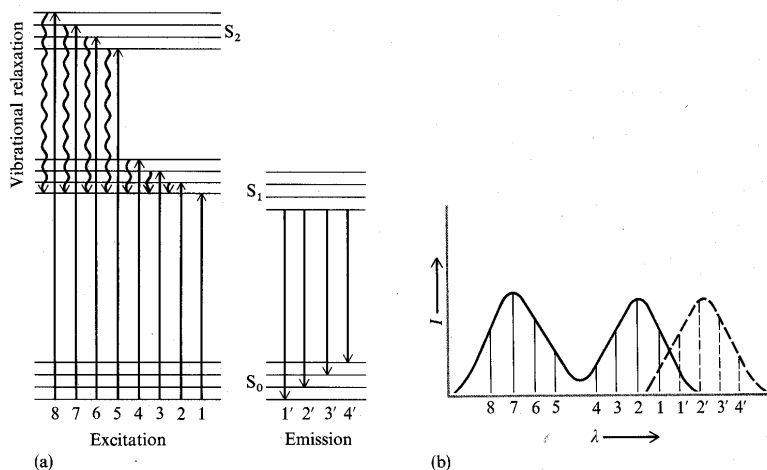 Vibrational relaxation
S₂
S₁
S₀
8 7 6 5 4 3 2 1
Excitation
1' 2' 3' 4'
Emission
(a)
I
8 7 6 5 4 3 2 1 1' 2' 3' 4'
λ
(b)